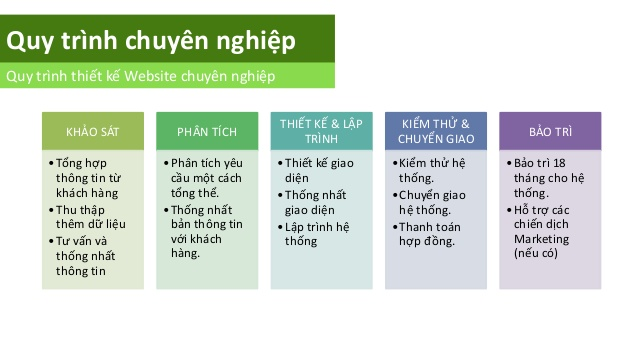 Quy trình chuyên nghiệp
Quy trình thiết kế Website chuyên nghiệp
KHẢO SÁT
• Tổng hợp
thông tin từ
khách hàng
• Thu thập
thêm dữ liệu
• Tư vấn và
thống nhất
thông tin
PHÂN TÍCH
• Phân tích yêu
cầu một cách
tổng thể.
• Thống nhất
bản thông tin
với khách
hàng.
THIẾT KẾ & LẬP
TRÌNH
• Thiết kế giao
diện
• Thống nhất
giao diện
• Lập trình hệ
thống
KIỂM THỬ &
CHUYỂN GIAO
• Kiểm thử hệ
thống.
• Chuyển giao
hệ thống.
• Thanh toán
hợp đồng.
BẢO TRÌ
• Bảo trì 18
tháng cho hệ
thống.
• Hỗ trợ các
chiến dịch
Marketing
(nếu có)